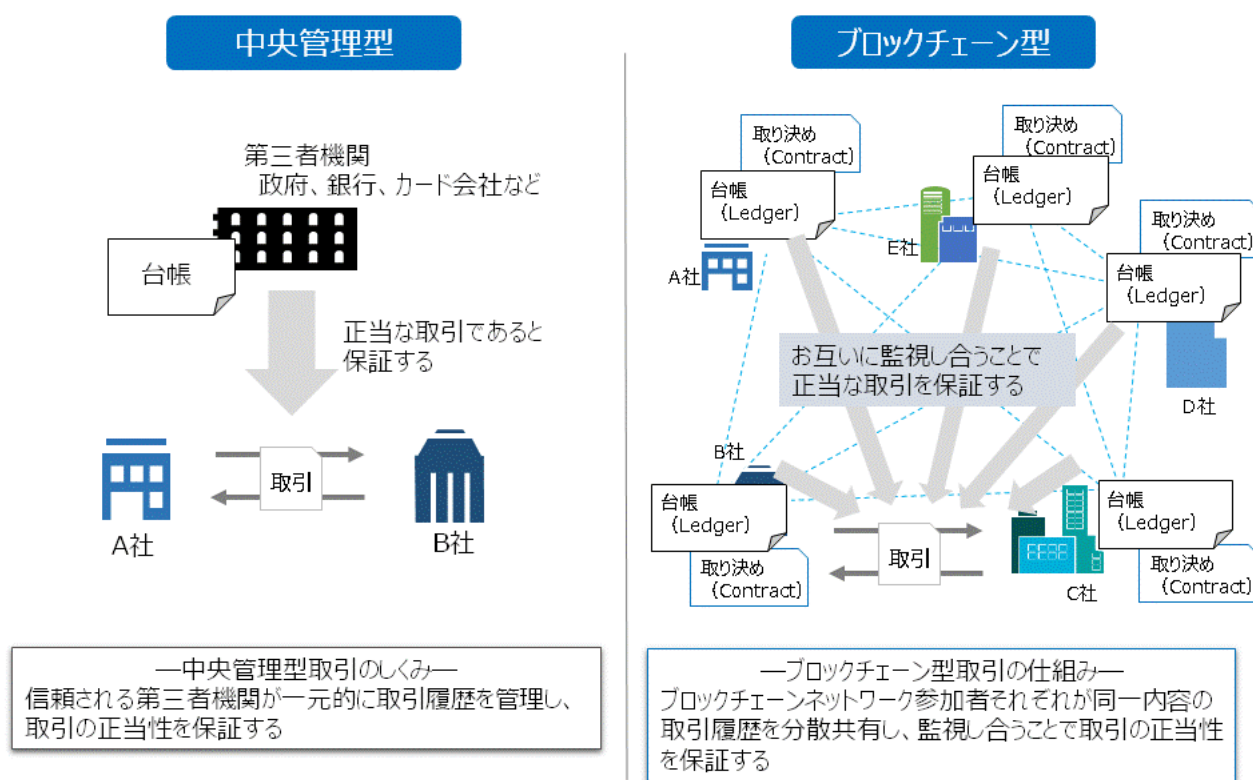 中央管理型
第三者機関
政府、銀行、カード会社など
台帳
正当な取引であると
保証する
取引
A社
B社
―中央管理型取引のしくみ―
信頼される第三者機関が一元的に取引履歴を管理し、
取引の正当性を保証する
ブロックチェーン型
取り決め
(Contract)
台帳
(Ledger)
A社
取り決め
(Contract)
台帳
(Ledger)
E社
取り決め
(Contract)
台帳
(Ledger)
D社
お互いに監視し合うことで
正当な取引を保証する
B社
台帳
(Ledger)
取り決め
(Contract)
取引
C社
台帳
(Ledger)
取り決め
(Contract)
―ブロックチェーン型取引の仕組み―
ブロックチェーンネットワーク参加者それぞれが同一内容の
取引履歴を分散共有し、監視し合うことで取引の正当性
を保証する